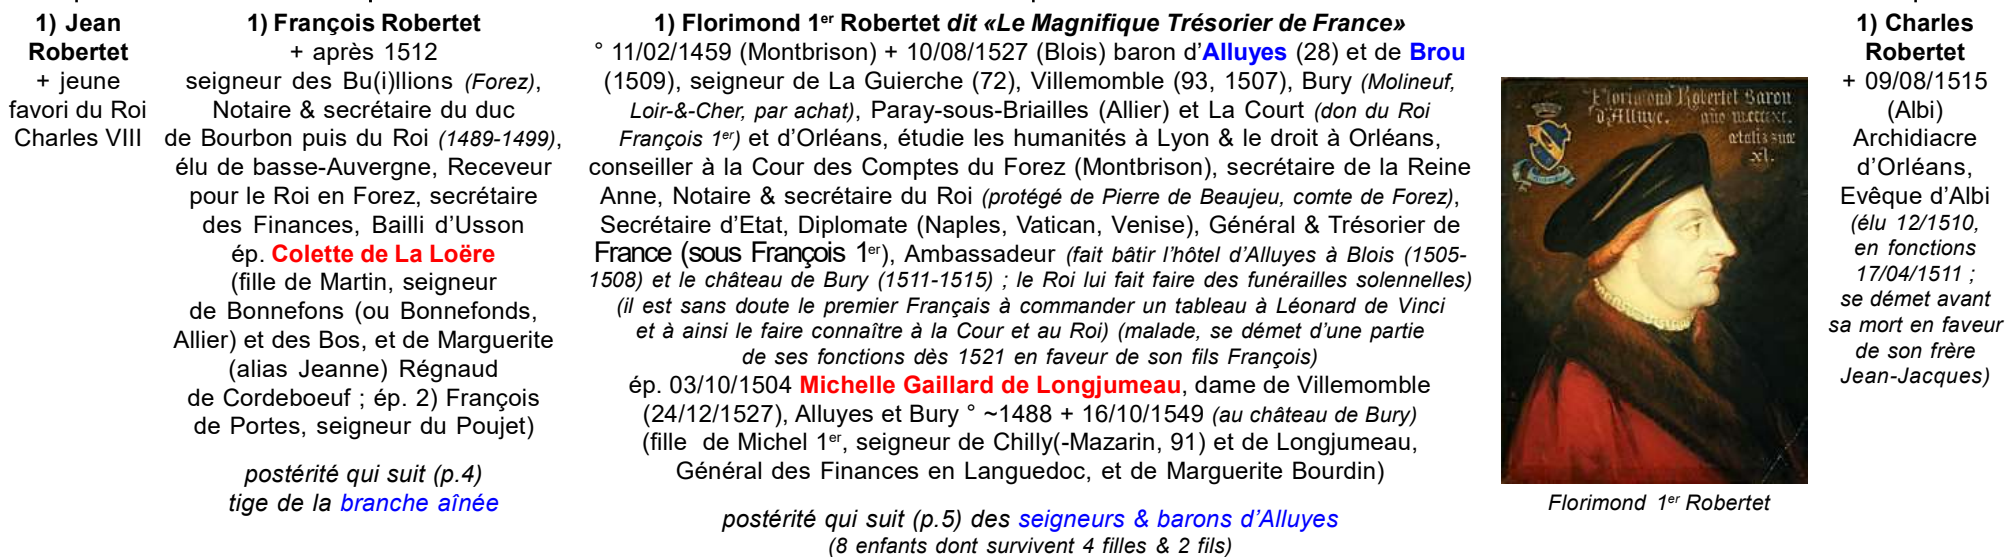 1) Jean
Robertet
+ jeune
favori du Roi
Charles VIII
1) François Robertet
+ après 1512
seigneur des Bu(i)llions (Forez),
Notaire & secrétaire du duc
de Bourbon puis du Roi (1489-1499),
élu de basse-Auvergne, Receveur
pour le Roi en Forez, secrétaire
des Finances, Bailli d’Usson
ép. Colette de La Loëre
(fille de Martin, seigneur
de Bonnefons (ou Bonnefonds,
Allier) et des Bos, et de Marguerite
(alias Jeanne) Régnaud
de Cordeboeuf ; ép. 2) François
de Portes, seigneur du Poujet)
postérité qui suit (p.4)
tige de la branche aînée
1) Florimond 1er Robertet dit «Le Magnifique Trésorier de France»
° 11/02/1459 (Montbrison) + 10/08/1527 (Blois) baron d’Alluyes (28) et de Brou
(1509), seigneur de La Guierche (72), Villemomble (93, 1507), Bury (Molineuf,
Loir-&-Cher, par achat), Paray-sous-Briailles (Allier) et La Court (don du Roi
François 1er) et d’Orléans, étudie les humanités à Lyon & le droit à Orléans,
conseiller à la Cour des Comptes du Forez (Montbrison), secrétaire de la Reine
Anne, Notaire & secrétaire du Roi (protégé de Pierre de Beaujeu, comte de Forez),
Secrétaire d’Etat, Diplomate (Naples, Vatican, Venise), Général & Trésorier de
France (sous François 1er), Ambassadeur (fait bâtir l’hôtel d’Alluyes à Blois (1505-
1508) et le château de Bury (1511-1515) ; le Roi lui fait faire des funérailles solennelles)
(il est sans doute le premier Français à commander un tableau à Léonard de Vinci
et à ainsi le faire connaître à la Cour et au Roi) (malade, se démet d’une partie
de ses fonctions dès 1521 en faveur de son fils François)
ép. 03/10/1504 Michelle Gaillard de Longjumeau, dame de Villemomble
(24/12/1527), Alluyes et Bury ° ~1488 + 16/10/1549 (au château de Bury)
(fille de Michel 1er, seigneur de Chilly(-Mazarin, 91) et de Longjumeau,
Général des Finances en Languedoc, et de Marguerite Bourdin)
postérité qui suit (p.5) des seigneurs & barons d’Alluyes
(8 enfants dont survivent 4 filles & 2 fils)
Florimond Robertet Baron
d'Alluye. año mccccxc.
ætatis suæ
xl.
Florimond 1er Robertet
1) Charles
Robertet
+ 09/08/1515
(Albi)
Archidiacre
d’Orléans,
Evêque d’Albi
(élu 12/1510,
en fonctions
17/04/1511 ;
se démet avant
sa mort en faveur
de son frère
Jean-Jacques)